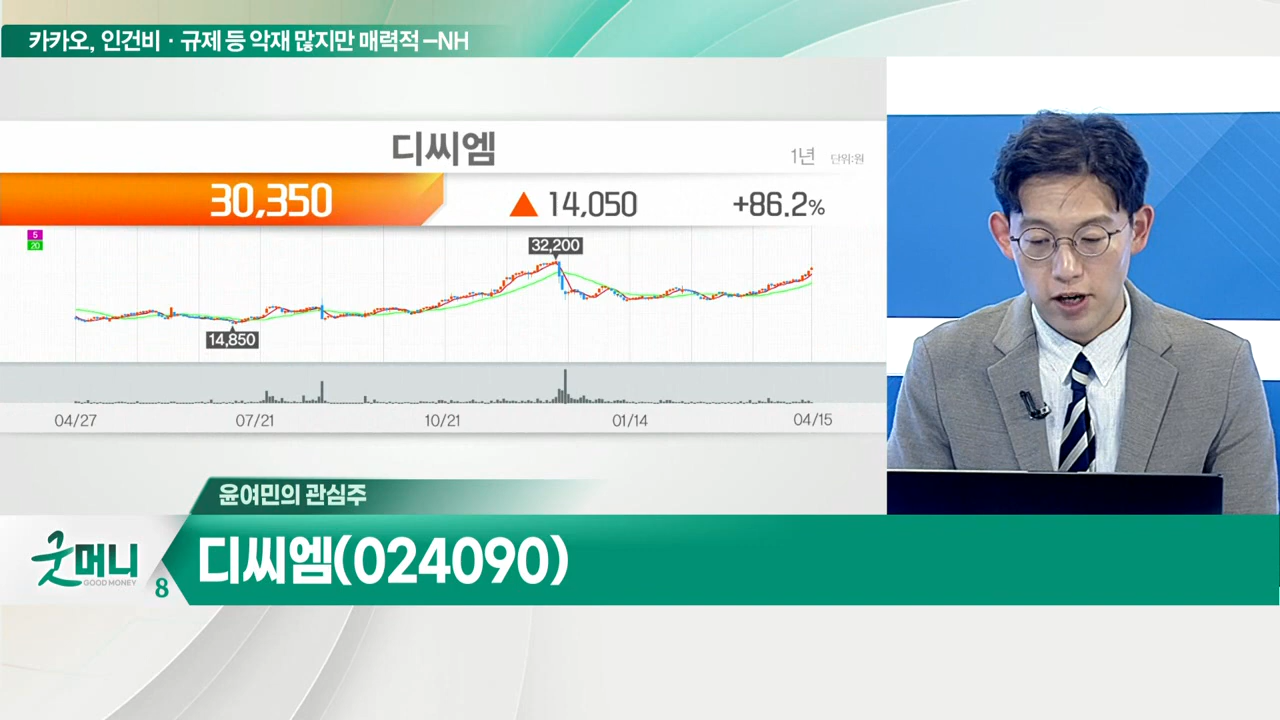 카카오, 인건비·규제 등 악재 많지만 매력적 –NH
디씨엠
1년 단위:원
30,350 ▲ 14,050 +86.2%
5
20
32,200
14,850
04/27 07/21 10/21 01/14 04/15
윤여민의 관심주
굿머니
GOOD MONEY
8
디씨엠(024090)